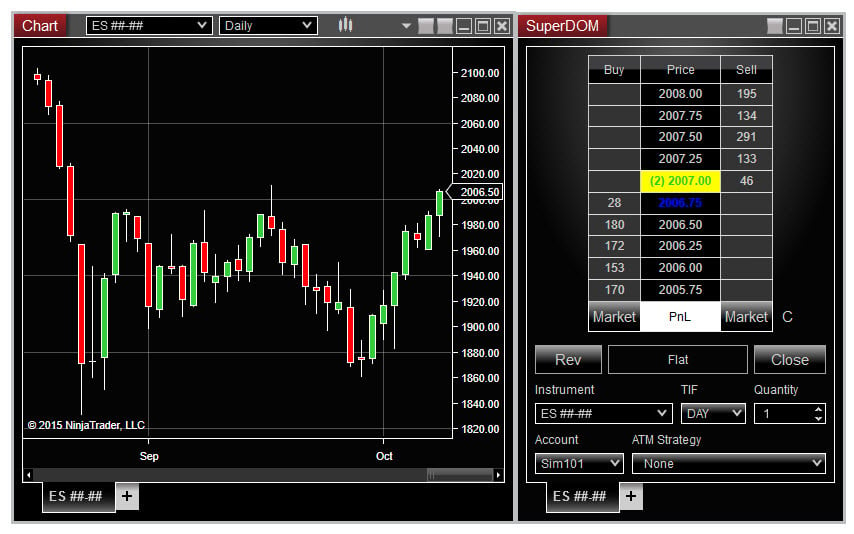 Chart
ES ##-##
Daily
2100.00
2080.00
2060.00
2040.00
2020.00
2006.50
2000.00
1980.00
1960.00
1940.00
1920.00
1900.00
1880.00
1860.00
1840.00
1820.00
© 2015 NinjaTrader, LLC
Sep Oct
ES ##-## +
SuperDOM
Buy Price Sell
2008.00 195
2007.75 134
2007.50 291
2007.25 133
(2) 2007.00 46
28 2006.75
180 2006.50
172 2006.25
153 2006.00
170 2005.75
Market PnL Market C
Rev Flat Close
Instrument TIF Quantity
ES ##-## DAY 1
Account ATM Strategy
Sim101 None
ES ##-## +